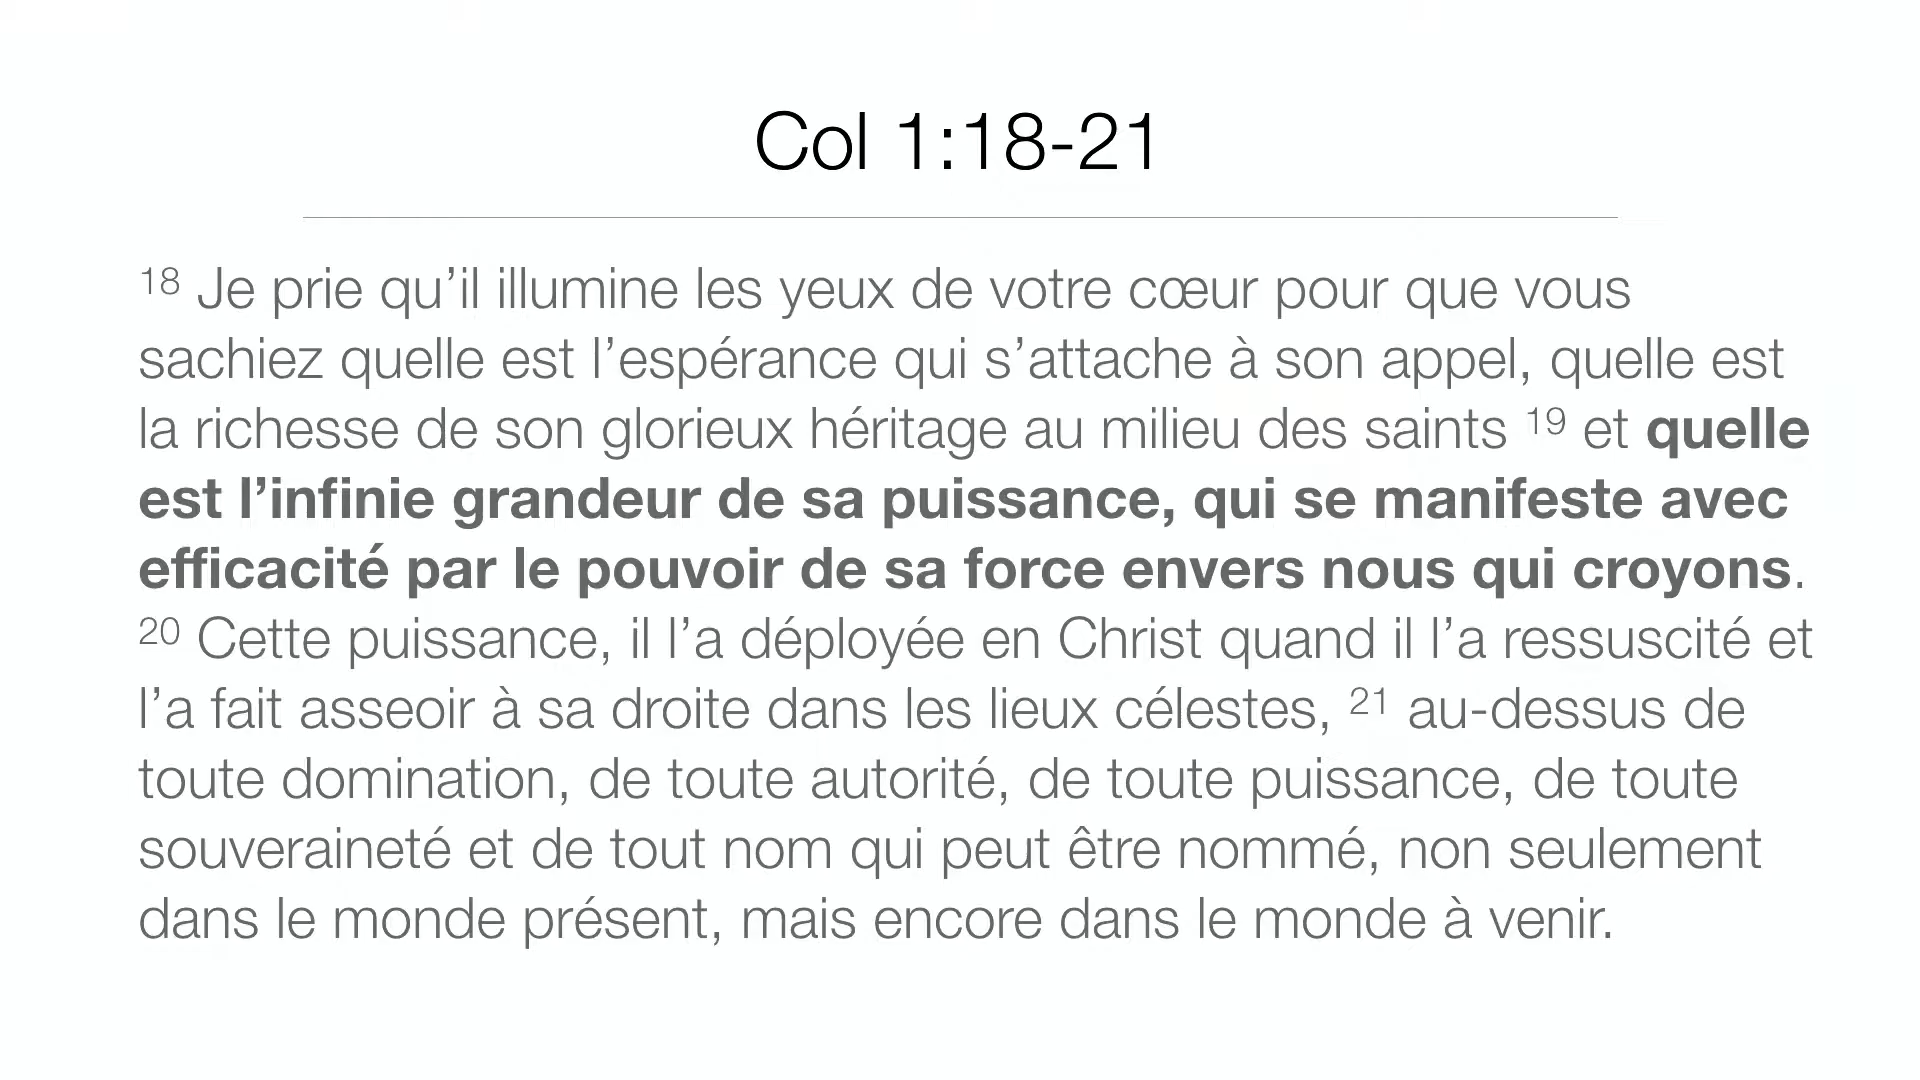 Col 1:18-21
18 Je prie qu’il illumine les yeux de votre cœur pour que vous
sachiez quelle est l’espérance qui s’attache à son appel, quelle est
la richesse de son glorieux héritage au milieu des saints 19 et quelle
est l’infinie grandeur de sa puissance, qui se manifeste avec
efficacité par le pouvoir de sa force envers nous qui croyons.
20 Cette puissance, il l’a déployée en Christ quand il l’a ressuscité et
l’a fait asseoir à sa droite dans les lieux célestes, 21 au-dessus de
toute domination, de toute autorité, de toute puissance, de toute
souveraineté et de tout nom qui peut être nommé, non seulement
dans le monde présent, mais encore dans le monde à venir.